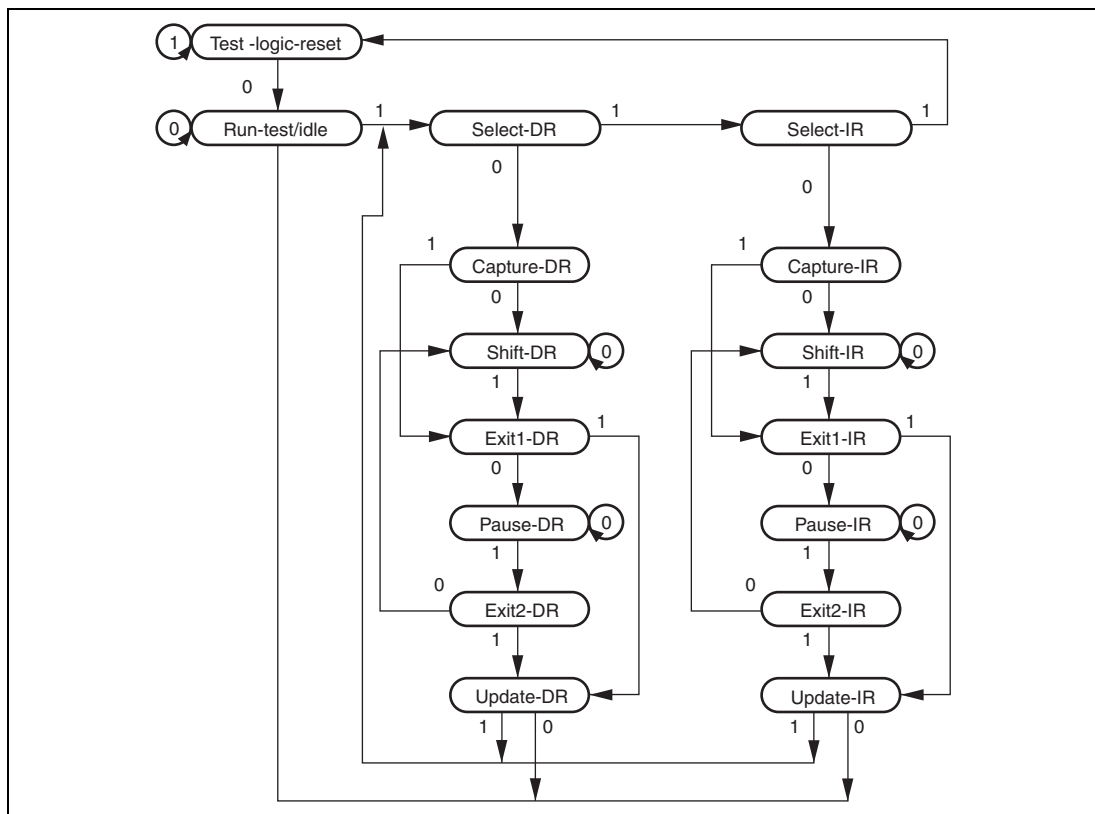 1 Test -logic-reset
0
0 Run-test/idle 1 Select-DR 1 Select-IR 1
0 0
1 1
Capture-DR Capture-IR
0 0
Shift-DR 0 Shift-IR 0
1 1
Exit1-DR 1 Exit1-IR 1
0 0
Pause-DR 0 Pause-IR 0
1 1
0 0
Exit2-DR Exit2-IR
1 1
Update-DR Update-IR
1 0 1 0